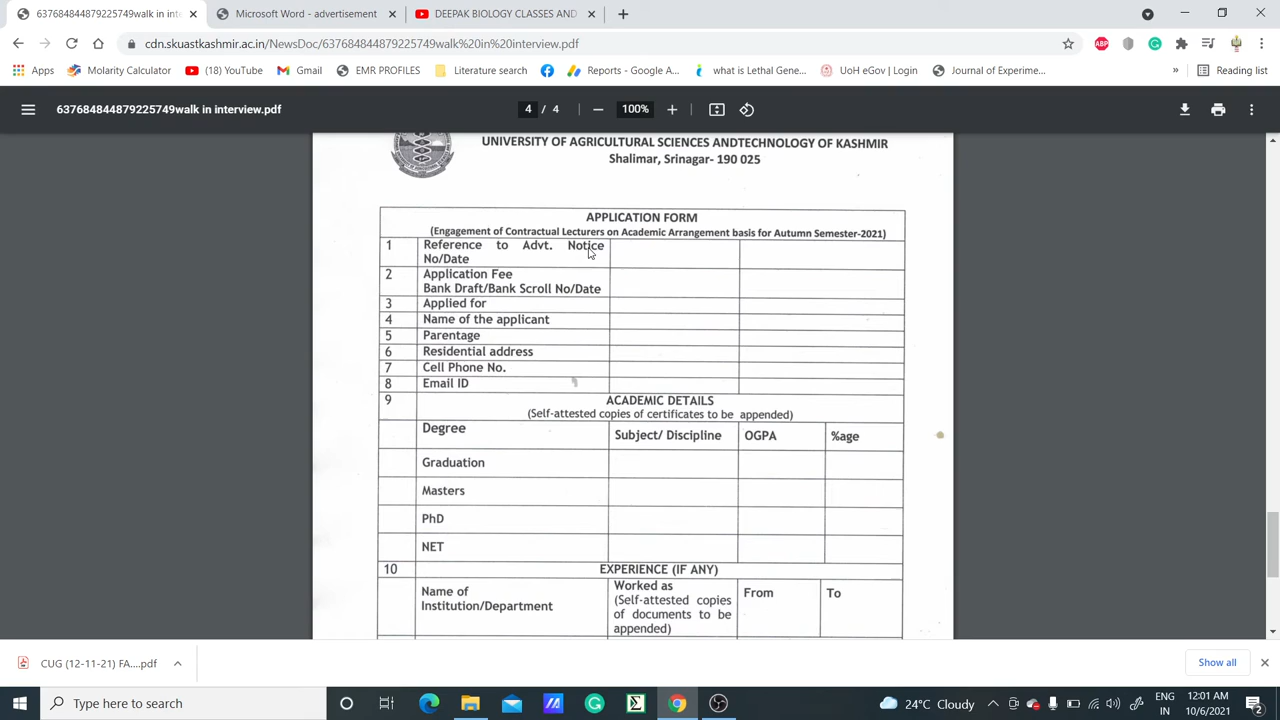 637684844879225749walk in inte
Microsoft Word - advertisement
DEEPAK BIOLOGY CLASSES AND
cdn.skuastkashmir.ac.in/NewsDoc/637684844879225749walk%20in%20interview.pdf
Apps
Molarity Calculator
(18) YouTube
Gmail
EMR PROFILES
Literature search
Reports - Google A...
what is Lethal Gene...
UoH eGov | Login
Journal of Experime...
»
Reading list
637684844879225749walk in interview.pdf
4 / 4
100%
UNIVERSITY OF AGRICULTURAL SCIENCES ANDTECHNOLOGY OF KASHMIR
Shalimar, Srinagar- 190 025
APPLICATION FORM
(Engagement of Contractual Lecturers on Academic Arrangement basis for Autumn Semester-2021)
1 Reference to Advt. Notice
No/Date
2 Application Fee
Bank Draft/Bank Scroll No/Date
3 Applied for
4 Name of the applicant
5 Parentage
6 Residential address
7 Cell Phone No.
8 Email ID
9 ACADEMIC DETAILS
(Self-attested copies of certificates to be appended)
Degree Subject/ Discipline OGPA %age
Graduation
Masters
PhD
NET
10 EXPERIENCE (IF ANY)
Name of
Institution/Department
Worked as
(Self-attested copies
of documents to be
appended)
From
To
CUG (12-11-21) FA....pdf
Show all
Type here to search
24°C Cloudy
ENG
IN
12:01 AM
10/6/2021
2